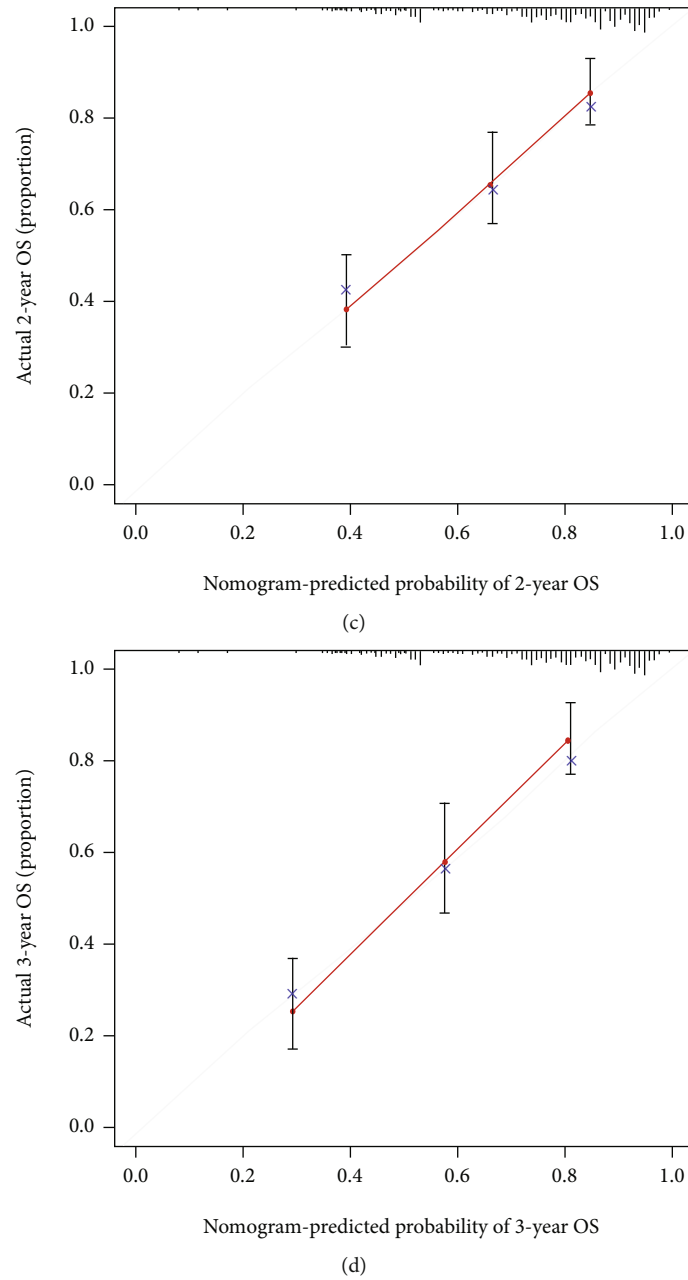 1.0
0.8
0.6
0.4
0.2
0.0
Actual 2-year OS (proportion)
0.0 0.2 0.4 0.6 0.8 1.0
Nomogram-predicted probability of 2-year OS
(c)
1.0
0.8
0.6
0.4
0.2
0.0
Actual 3-year OS (proportion)
0.0 0.2 0.4 0.6 0.8 1.0
Nomogram-predicted probability of 3-year OS
(d)